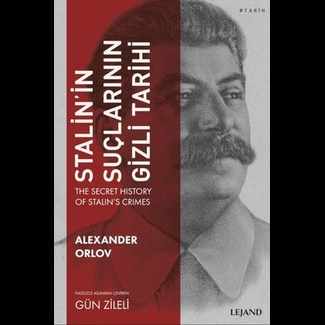 #TARİH
STALİN'İN
SUÇLARININ
GİZLİ TARİHİ
THE SECRET HISTORY
OF STALIN'S CRIMES
ALEXANDER
ORLOV
İNGİLİZCE ASLINDAN ÇEVİREN
GÜN ZİLELİ
LEJAND